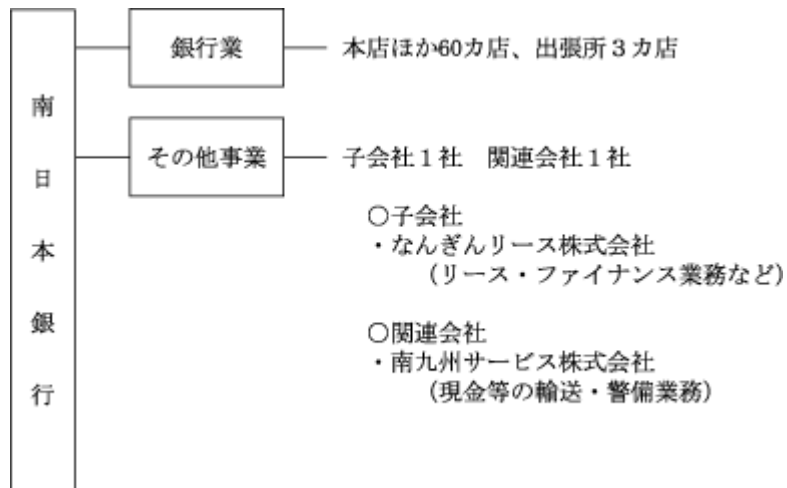 南日本銀行
銀行業
本店ほか60カ店、出張所3カ店
その他事業
子会社1社　関連会社1社
○子会社
・なんぎんリース株式会社
(リース・ファイナンス業務など)
○関連会社
・南九州サービス株式会社
(現金等の輸送・警備業務)